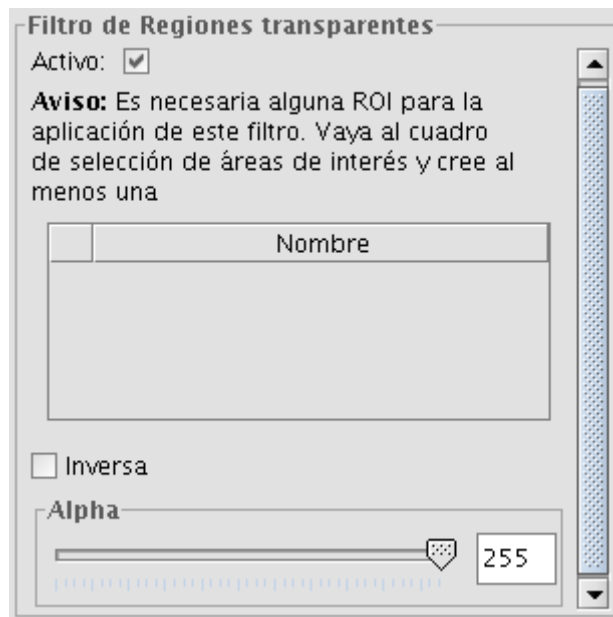 Filtro de Regiones transparentes
Activo:
Aviso: Es necesaria alguna ROI para la
aplicación de este filtro. Vaya al cuadro
de selección de áreas de interés y cree al
menos una
Nombre
Inversa
Alpha
255